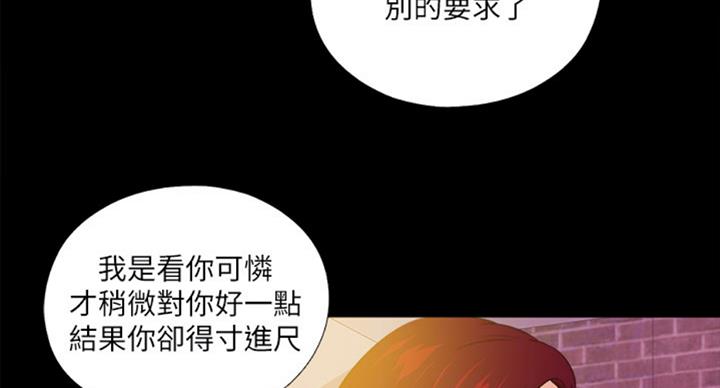 別的要求了
我是看你可憐
才稍微對你好一點
結果你卻得寸進尺